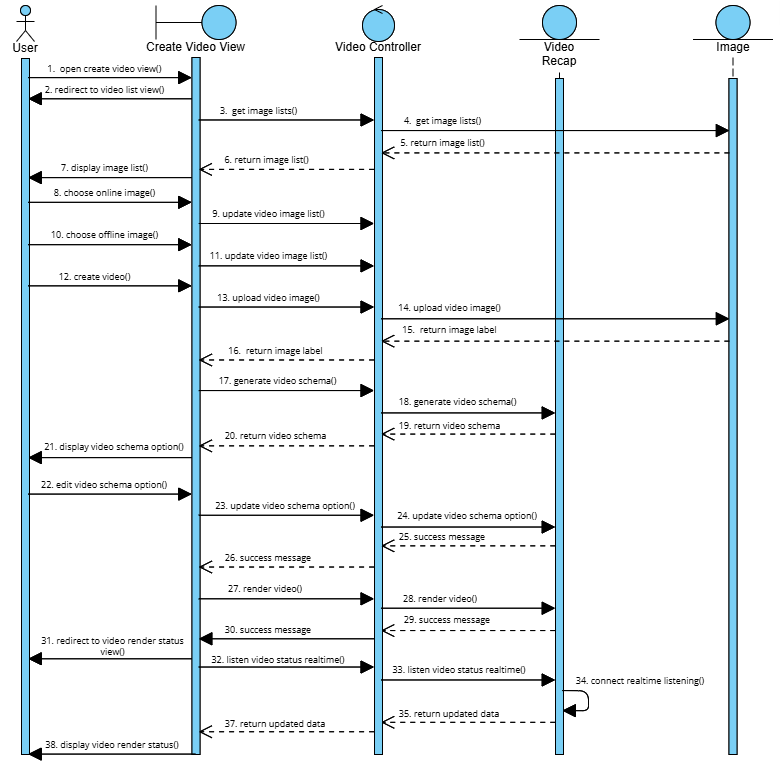 User
Create Video View
Video Controller
Video
Recap
Image
1. open create video view()
2. redirect to video list view()
3. get image lists()
4. get image lists()
5. return image list()
6. return image list()
7. display image list()
8. choose online image()
9. update video image list()
10. choose offline image()
11. update video image list()
12. create video()
13. upload video image()
14. upload video image()
15. return image label
16. return image label
17. generate video schema()
18. generate video schema()
19. return video schema
20. return video schema
21. display video schema option()
22. edit video schema option()
23. update video schema option()
24. update video schema option()
25. success message
26. success message
27. render video()
28. render video()
29. success message
30. success message
31. redirect to video render status
view()
32. listen video status realtime()
33. listen video status realtime()
34. connect realtime listening()
35. return updated data
37. return updated data
38. display video render status()